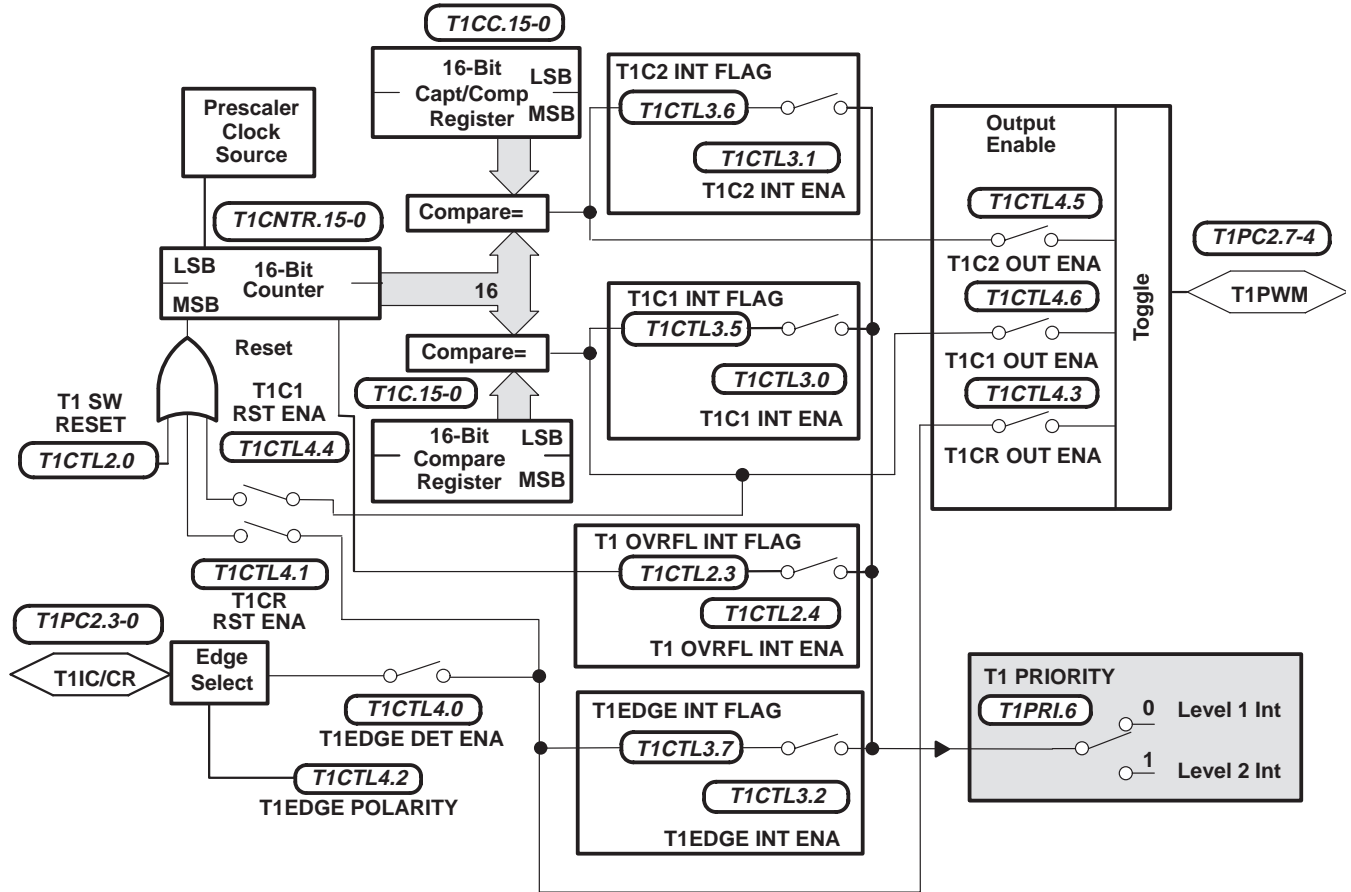 T1CC.15-0
16-Bit
Capt/Comp
Register
LSB
MSB
Prescaler
Clock
Source
T1CNTR.15-0
LSB
MSB
16-Bit
Counter
16
Compare=
Compare=
Reset
T1C.15-0
16-Bit
Compare
Register
LSB
MSB
T1 SW
RESET
T1CTL2.0
T1C1
RST ENA
T1CTL4.4
T1CTL4.1
T1CR
RST ENA
T1PC2.3-0
T1IC/CR
Edge
Select
T1CTL4.0
T1EDGE DET ENA
T1CTL4.2
T1EDGE POLARITY
T1C2 INT FLAG
T1CTL3.6
T1CTL3.1
T1C2 INT ENA
T1C1 INT FLAG
T1CTL3.5
T1CTL3.0
T1C1 INT ENA
T1 OVRFL INT FLAG
T1CTL2.3
T1CTL2.4
T1 OVRFL INT ENA
T1EDGE INT FLAG
T1CTL3.7
T1CTL3.2
T1EDGE INT ENA
Output
Enable
T1CTL4.5
T1C2 OUT ENA
T1CTL4.6
T1C1 OUT ENA
T1CTL4.3
T1CR OUT ENA
Toggle
T1PC2.7-4
T1PWM
T1 PRIORITY
T1PRI.6
0 Level 1 Int
1 Level 2 Int